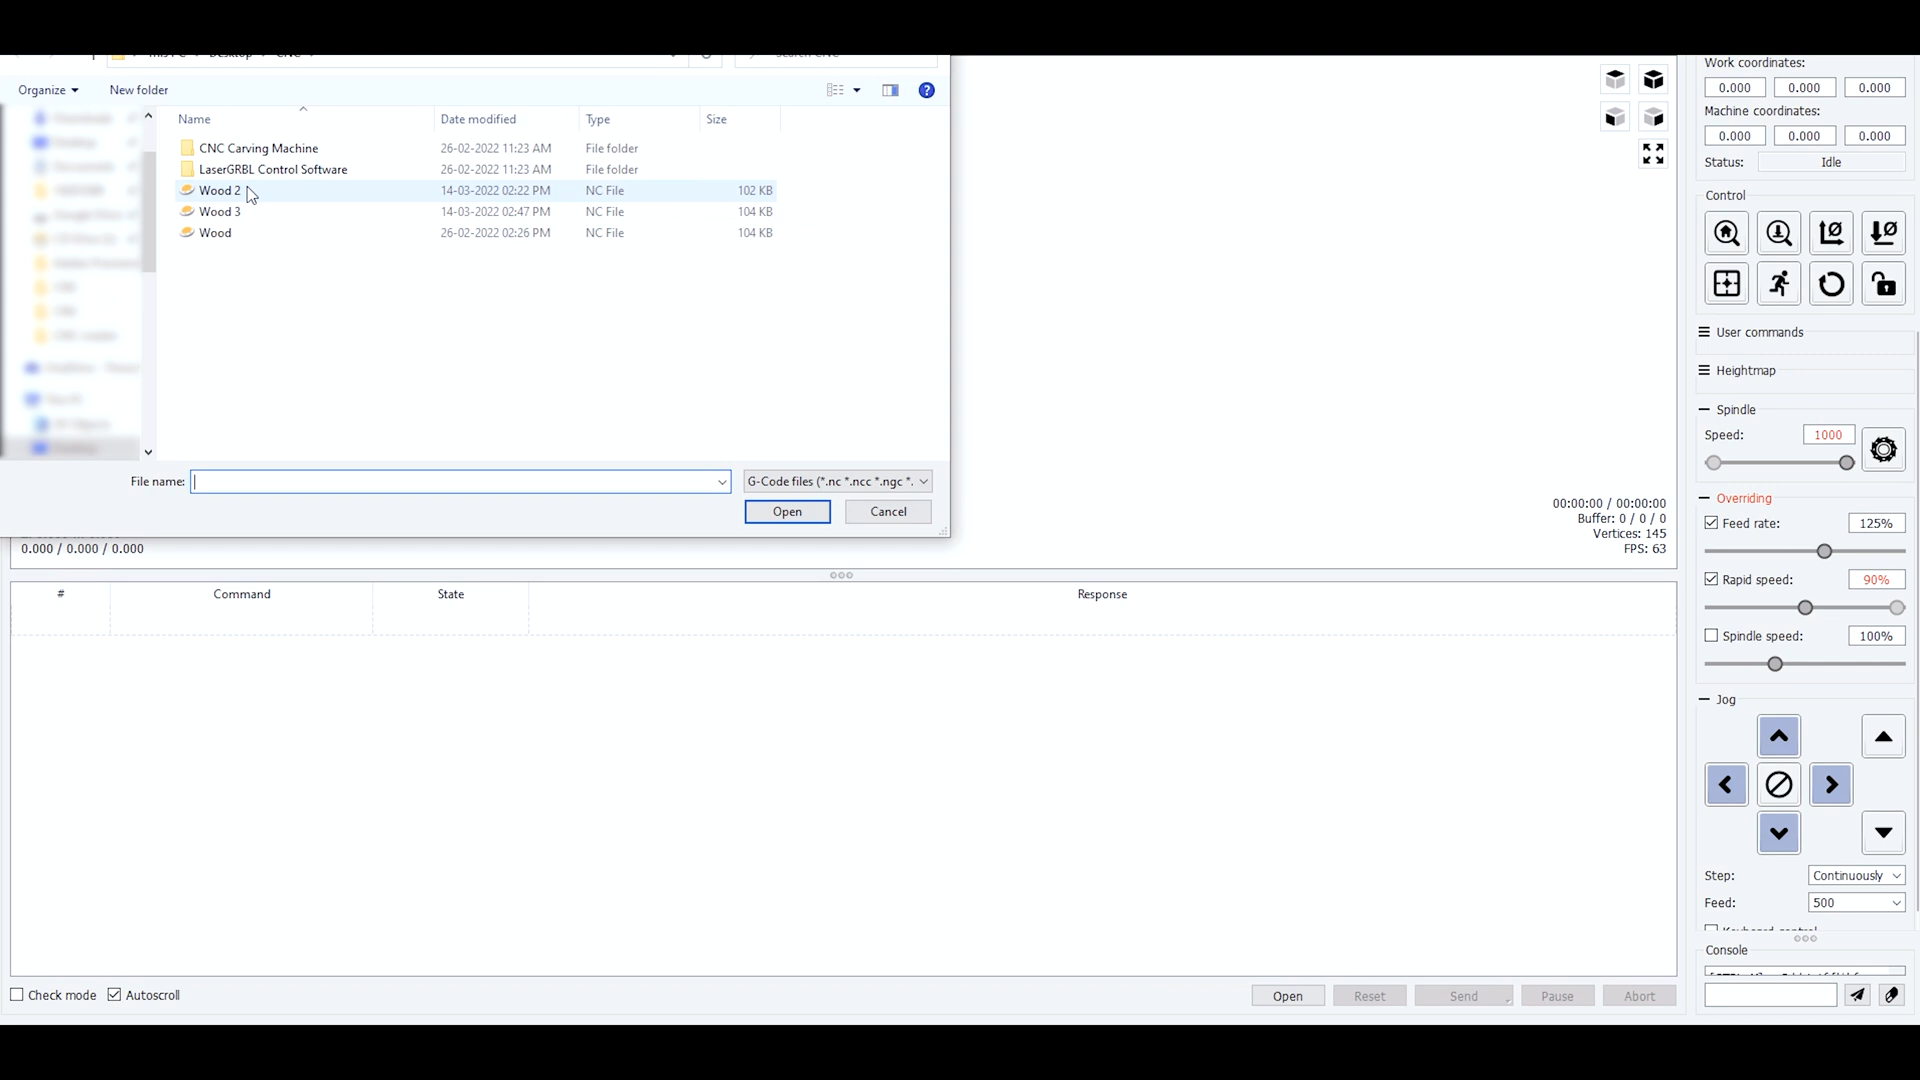 Organize New folder
Name Date modified Type Size
CNC Carving Machine 26-02-2022 11:23 AM File folder
LaserGRBL Control Software 26-02-2022 11:23 AM File folder
Wood 2 14-03-2022 02:22 PM NC File 102 KB
Wood 3 14-03-2022 02:47 PM NC File 104 KB
Wood 26-02-2022 02:26 PM NC File 104 KB
File name: G-Code files (*.nc *.ncc *.ngc *.
Open Cancel
0.000 / 0.000 / 0.000
00:00:00 / 00:00:00
Buffer: 0 / 0 / 0
Vertices: 145
FPS: 63
# Command State Response
Check mode Autoscroll Open Reset Send Pause Abort
Work coordinates:
0.000 0.000 0.000
Machine coordinates:
0.000 0.000 0.000
Status: Idle
Control
User commands
Heightmap
Spindle
Speed: 1000
Overriding
Feed rate: 125%
Rapid speed: 90%
Spindle speed: 100%
Jog
Step: Continuously
Feed: 500
Console